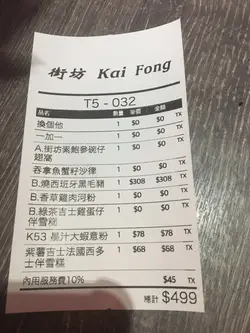 街坊 Kai Fong
T5 - 032
品名 數量 單價 金額
換個他 1 $0 $0 TX
一加一 1 $0 $0 TX
A.街坊紫鮑參碗仔 1 $0 $0 TX
翅窩
吞拿魚蟹籽沙律 1 $0 $0 TX
B.燒西班牙黑毛豬 1 $308 $308 TX
B.香草雞肉河粉 1 $0 $0 TX
B.綠茶吉士雞蛋仔 1 $0 $0 TX
伴雪糕
K53 墨汁大蝦意粉 1 $78 $78 TX
紫薯吉士法國西多 1 $68 $68 TX
士伴雪糕
內用服務費10% $45 TX
總計 $499